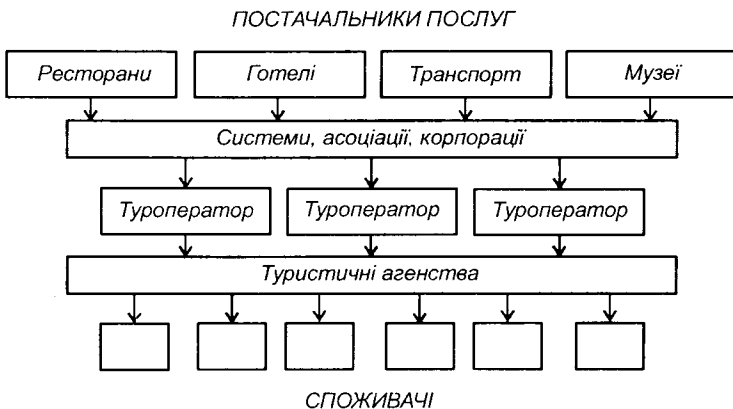 ПОСТАЧАЛЬНИКИ ПОСЛУГ
Ресторани
Готелі
Транспорт
Музеї
Системи, асоціації, корпорації
Туроператор
Туроператор
Туроператор
Туристичні агенства
СПОЖИВАЧІ